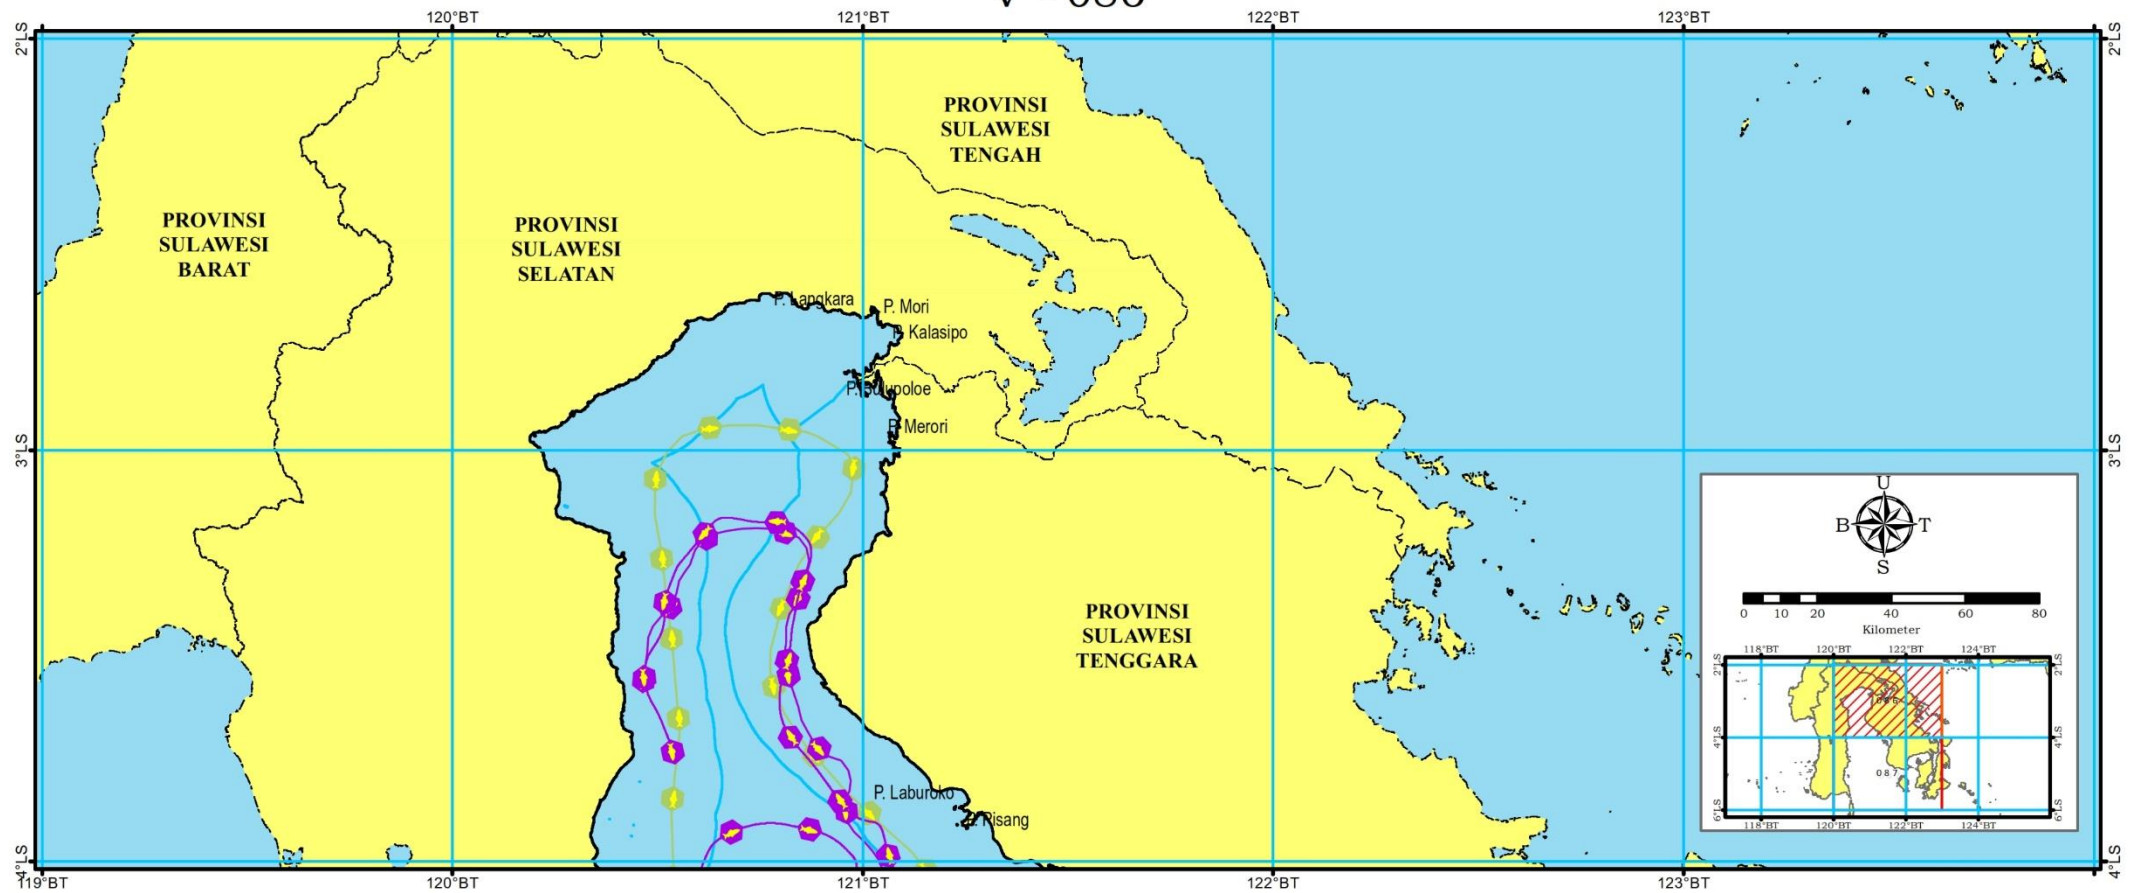 120°BT
121°BT
122°BT
123°BT
2°LS
2°LS
PROVINSI
SULAWESI
TENGAH
PROVINSI
SULAWESI
BARAT
PROVINSI
SULAWESI
SELATAN
P. Langkara
P. Mori
P. Kalasipo
P. Bulupoloe
P. Merori
3°LS
3°LS
PROVINSI
SULAWESI
TENGGARA
P. Laburoko
P. Pisang
U
B
T
S
0
10
20
40
60
80
Kilometer
118°BT
120°BT
122°BT
124°BT
2°LS
2°LS
086
4°LS
4°LS
087
6°LS
6°LS
118°BT
120°BT
122°BT
124°BT
4°LS
4°LS
119°BT
120°BT
121°BT
122°BT
123°BT